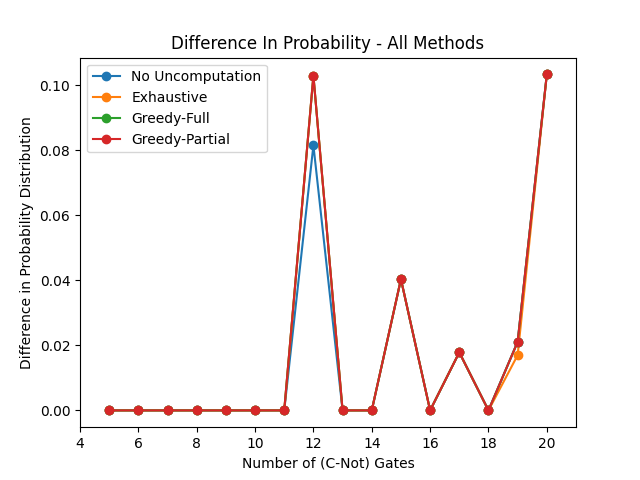 Difference In Probability - All Methods
No Uncomputation
Exhaustive
Greedy-Full
Greedy-Partial
Difference in Probability Distribution
0.10
0.08
0.06
0.04
0.02
0.00
4 6 8 10 12 14 16 18 20
Number of (C-Not) Gates